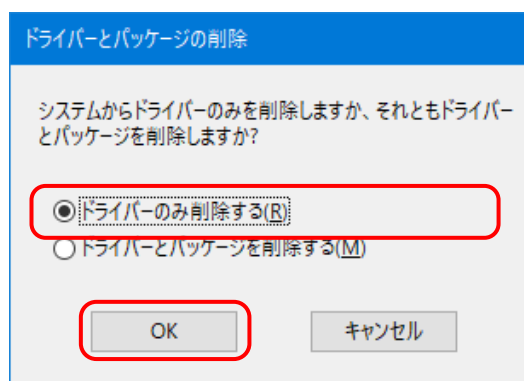 ドライバーとパッケージの削除
システムからドライバーのみを削除しますか、それともドライバー
とパッケージを削除しますか?
ドライバーのみ削除する(R)
ドライバーとパッケージを削除する(M)
OK
キャンセル